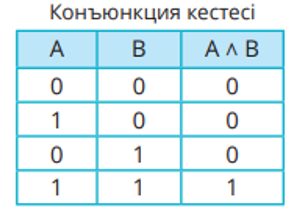 Конъюнкция кестесі
A B A ∧ B
0 0 0
1 0 0
0 1 0
1 1 1